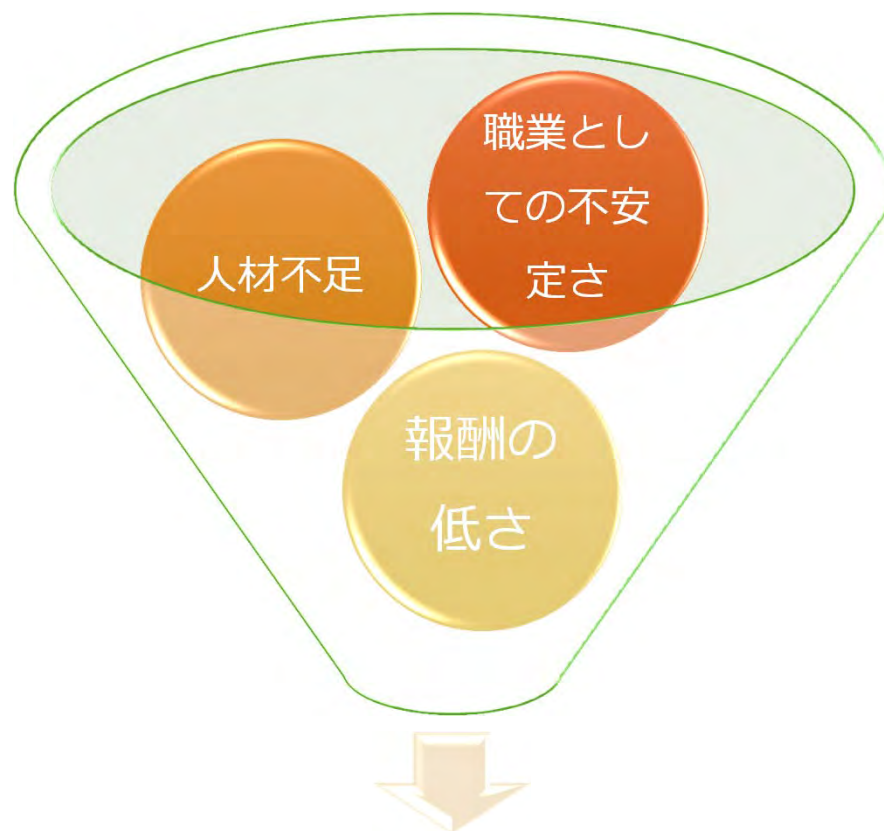 職業とし
ての不安
定さ
人材不足
報酬の
低さ